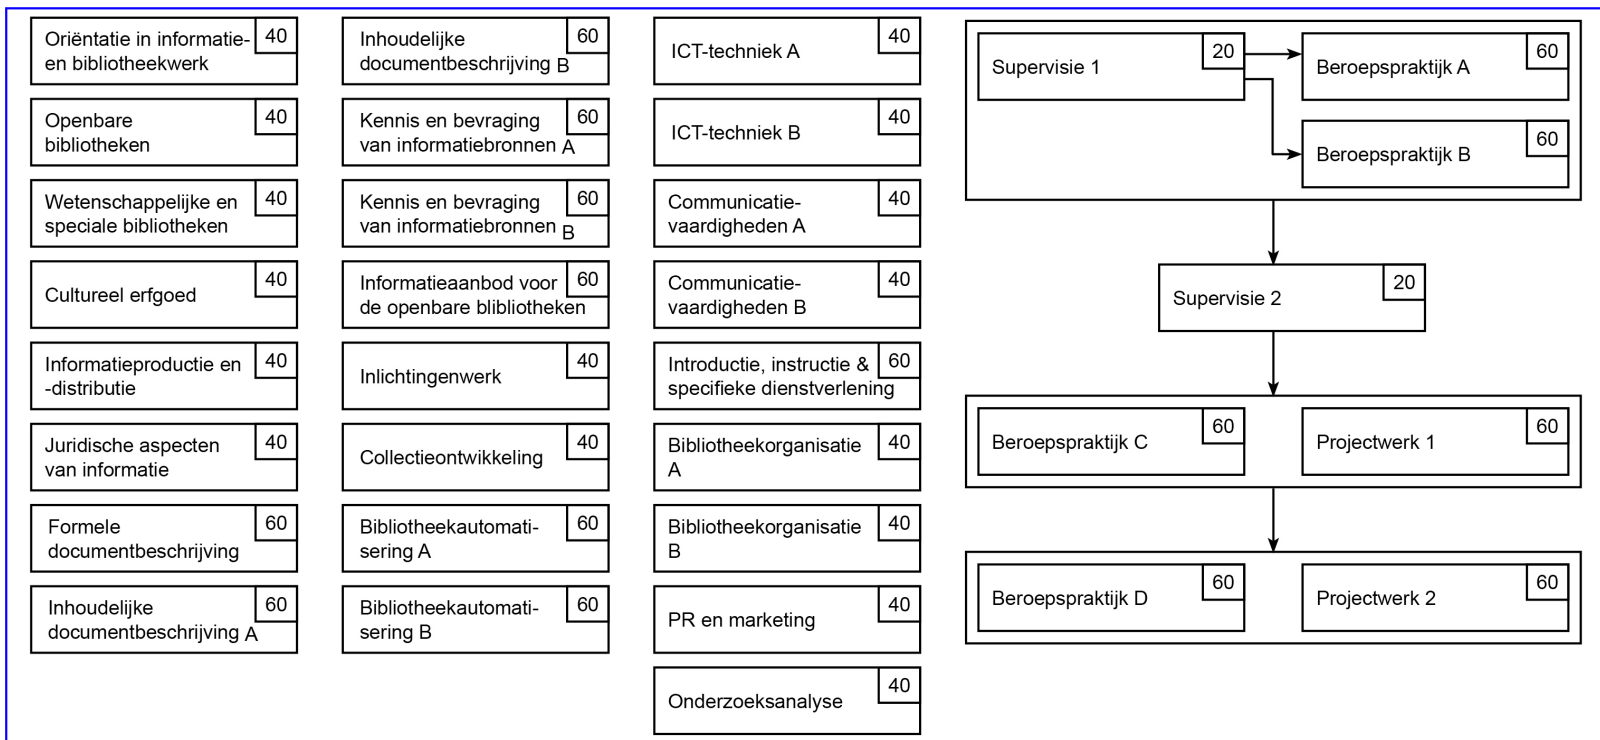 Oriëntatie in informatie- 40
en bibliotheekwerk
Openbare 40
bibliotheken
Wetenschappelijke en 40
speciale bibliotheken
Cultureel erfgoed 40
Informatieproductie en 40
-distributie
Juridische aspecten 40
van informatie
Formele 60
documentbeschrijving
Inhoudelijke 60
documentbeschrijving A
Inhoudelijke 60
documentbeschrijving B
Kennis en bevraging 60
van informatiebronnen A
Kennis en bevraging 60
van informatiebronnen B
Informatieaanbod voor 60
de openbare blibliotheken
Inlichtingenwerk 40
Collectieontwikkeling 40
Bibliotheekautomati- 60
sering A
Bibliotheekautomati- 60
sering B
ICT-techniek A 40
ICT-techniek B 40
Communicatie- 40
vaardigheden A
Communicatie- 40
vaardigheden B
Introductie, instructie & 60
specifieke dienstverlening
Bibliotheekorganisatie 40
A
Bibliotheekorganisatie 40
B
PR en marketing 40
Onderzoeksanalyse 40
Supervisie 1 20
Beroepspraktijk A 60
Beroepspraktijk B 60
Supervisie 2 20
Beroepspraktijk C 60
Projectwerk 1 60
Beroepspraktijk D 60
Projectwerk 2 60